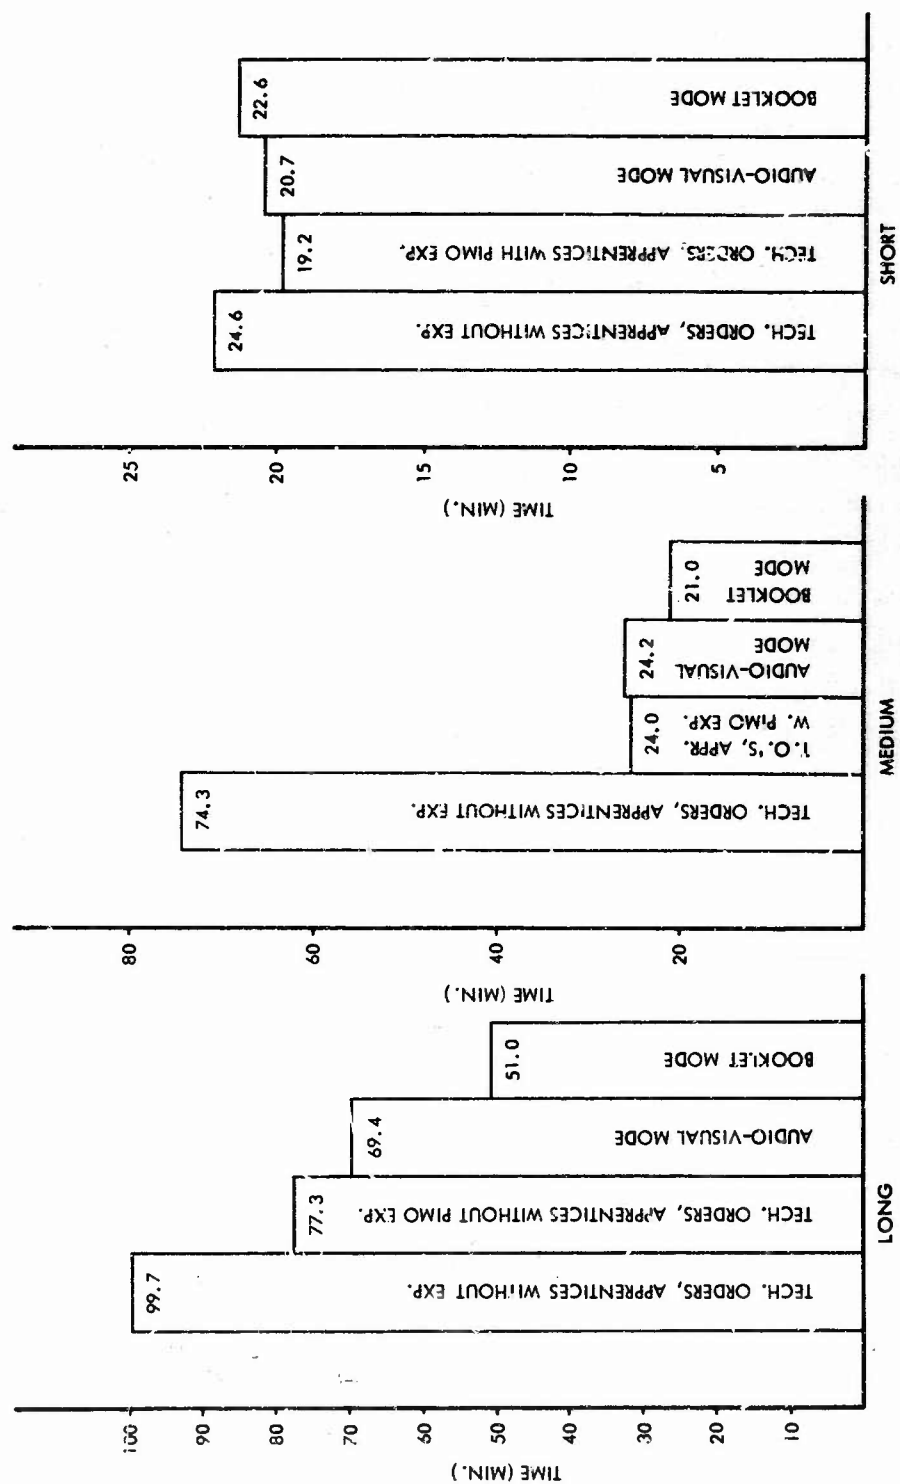 TIME (MIN.)
100
90
80
70
60
50
40
30
20
10
99.7
TECH. ORDERS, APPRENTICES WITHOUT EXP.
77.3
TECH. ORDERS, APPRENTICES WITHOUT PIMO EXP.
69.4
AUDIO-VISUAL MODE
51.0
BOOKLET MODE
LONG
TIME (MIN.)
80
60
40
20
74.3
TECH. ORDERS, APPRENTICES WITHOUT EXP.
24.0
T.O.'S, APPR.
W. PIMO EXP.
24.2
AUDIO-VISUAL
MODE
21.0
BOOKLET
MODE
MEDIUM
TIME (MIN.)
25
20
15
10
5
24.6
TECH. ORDERS, APPRENTICES WITHOUT EXP.
19.2
TECH. ORDERS, APPRENTICES WITH PIMO EXP.
20.7
AUDIO-VISUAL MODE
22.6
BOOKLET MODE
SHORT